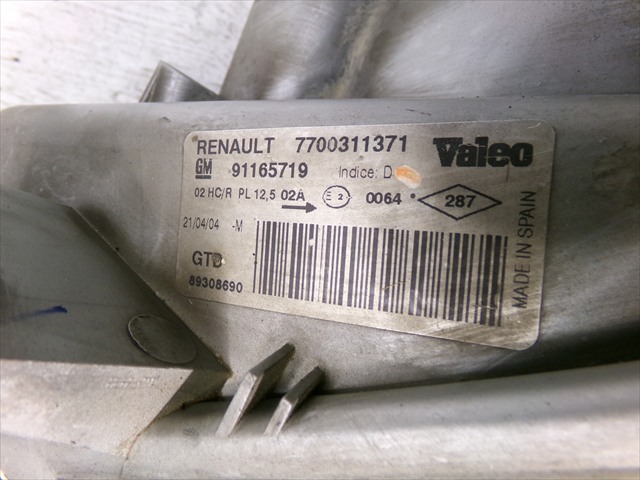 RENAULT 7700311371 Valeo
GM 91165719 Indice: D
02 HC/R PL 12,5 02A → E2 0064 287
21/04/04 -M
GTD
89308690
MADE IN SPAIN